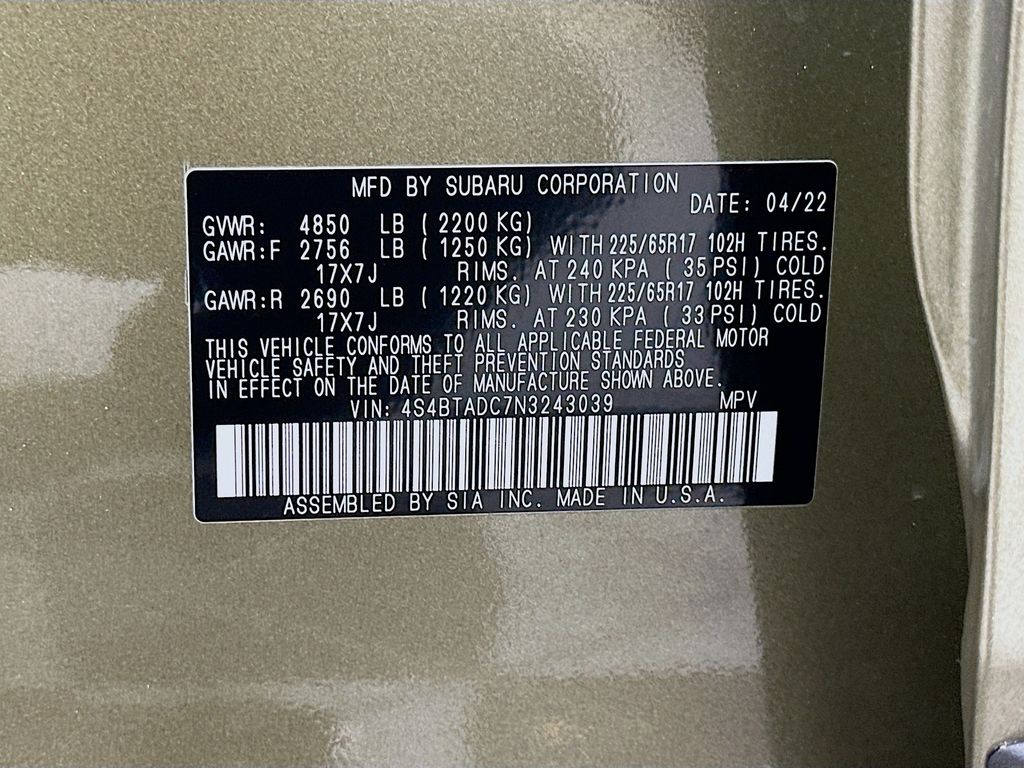 MFD BY SUBARU CORPORATION
DATE: 04/22
GVWR: 4850 LB ( 2200 KG)
GAWR:F 2756 LB ( 1250 KG) WITH 225/65R17 102H TIRES.
17X7J RIMS. AT 240 KPA ( 35 PSI) COLD
GAWR:R 2690 LB ( 1220 KG) WITH 225/65R17 102H TIRES.
17X7J RIMS. AT 230 KPA ( 33 PSI) COLD
THIS VEHICLE CONFORMS TO ALL APPLICABLE FEDERAL MOTOR
VEHICLE SAFETY AND THEFT PREVENTION STANDARDS
IN EFFECT ON THE DATE OF MANUFACTURE SHOWN ABOVE.
VIN: 4S4BTADC7N3243039 MPV
ASSEMBLED BY SIA INC. MADE IN U.S.A.